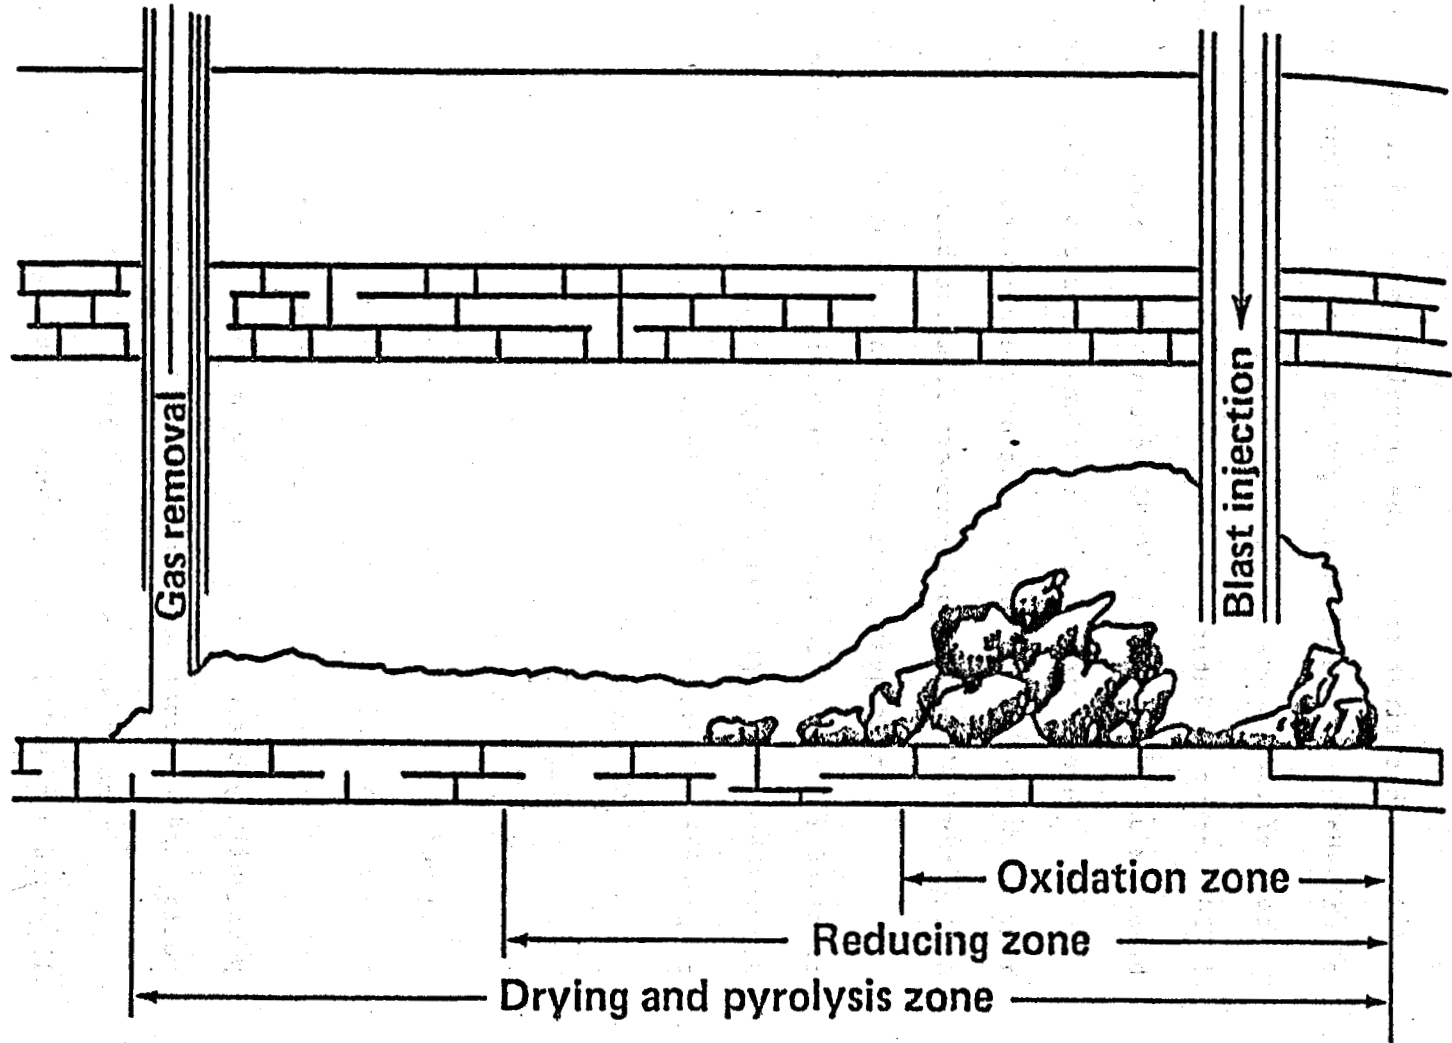 Gas removal
Blast injection
Oxidation zone
Reducing zone
Drying and pyrolysis zone